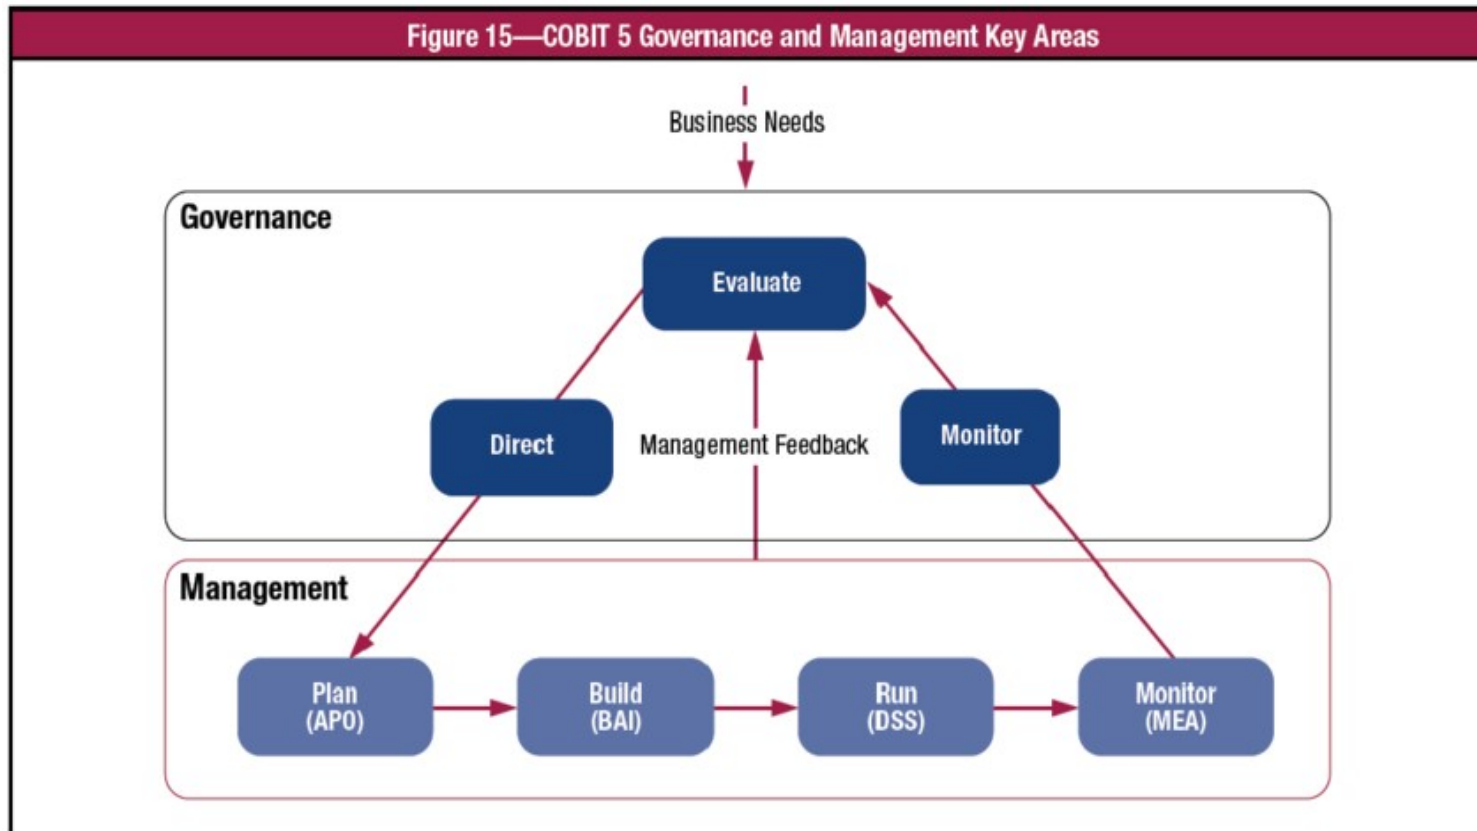 Figure 15—COBIT 5 Governance and Management Key Areas
Business Needs
Governance
Evaluate
Direct
Management Feedback
Monitor
Management
Plan
(APO)
Build
(BAI)
Run
(DSS)
Monitor
(MEA)